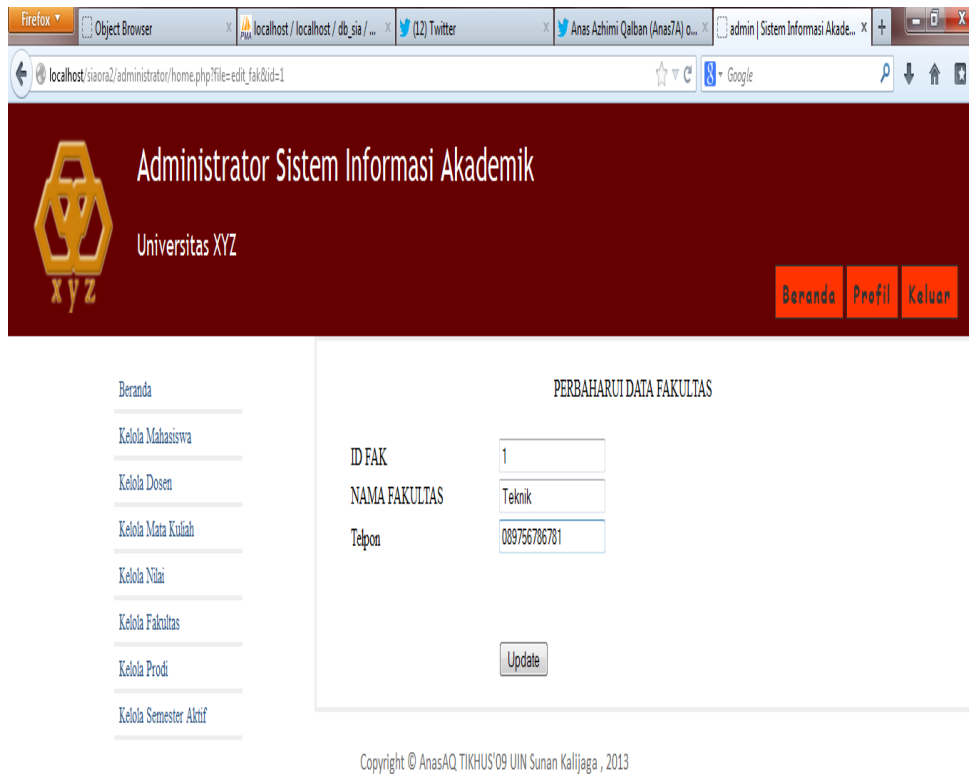 Firefox
Object Browser
localhost / localhost / db_sia / ...
(12) Twitter
Anas Azhimi Qalban (Anas7A) o...
admin | Sistem Informasi Akade...
localhost/siaora2/administrator/home.php?file=edit_fak&id=1
Google
Administrator Sistem Informasi Akademik
Universitas XYZ
x y z
Beranda
Profil
Keluar
Beranda
Kelola Mahasiswa
Kelola Dosen
Kelola Mata Kuliah
Kelola Nilai
Kelola Fakultas
Kelola Prodi
Kelola Semester Aktif
PERBAHARUI DATA FAKULTAS
ID FAK 1
NAMA FAKULTAS Teknik
Telpon 089756786781
Update
Copyright © AnasAQ TIKHUS'09 UIN Sunan Kalijaga , 2013